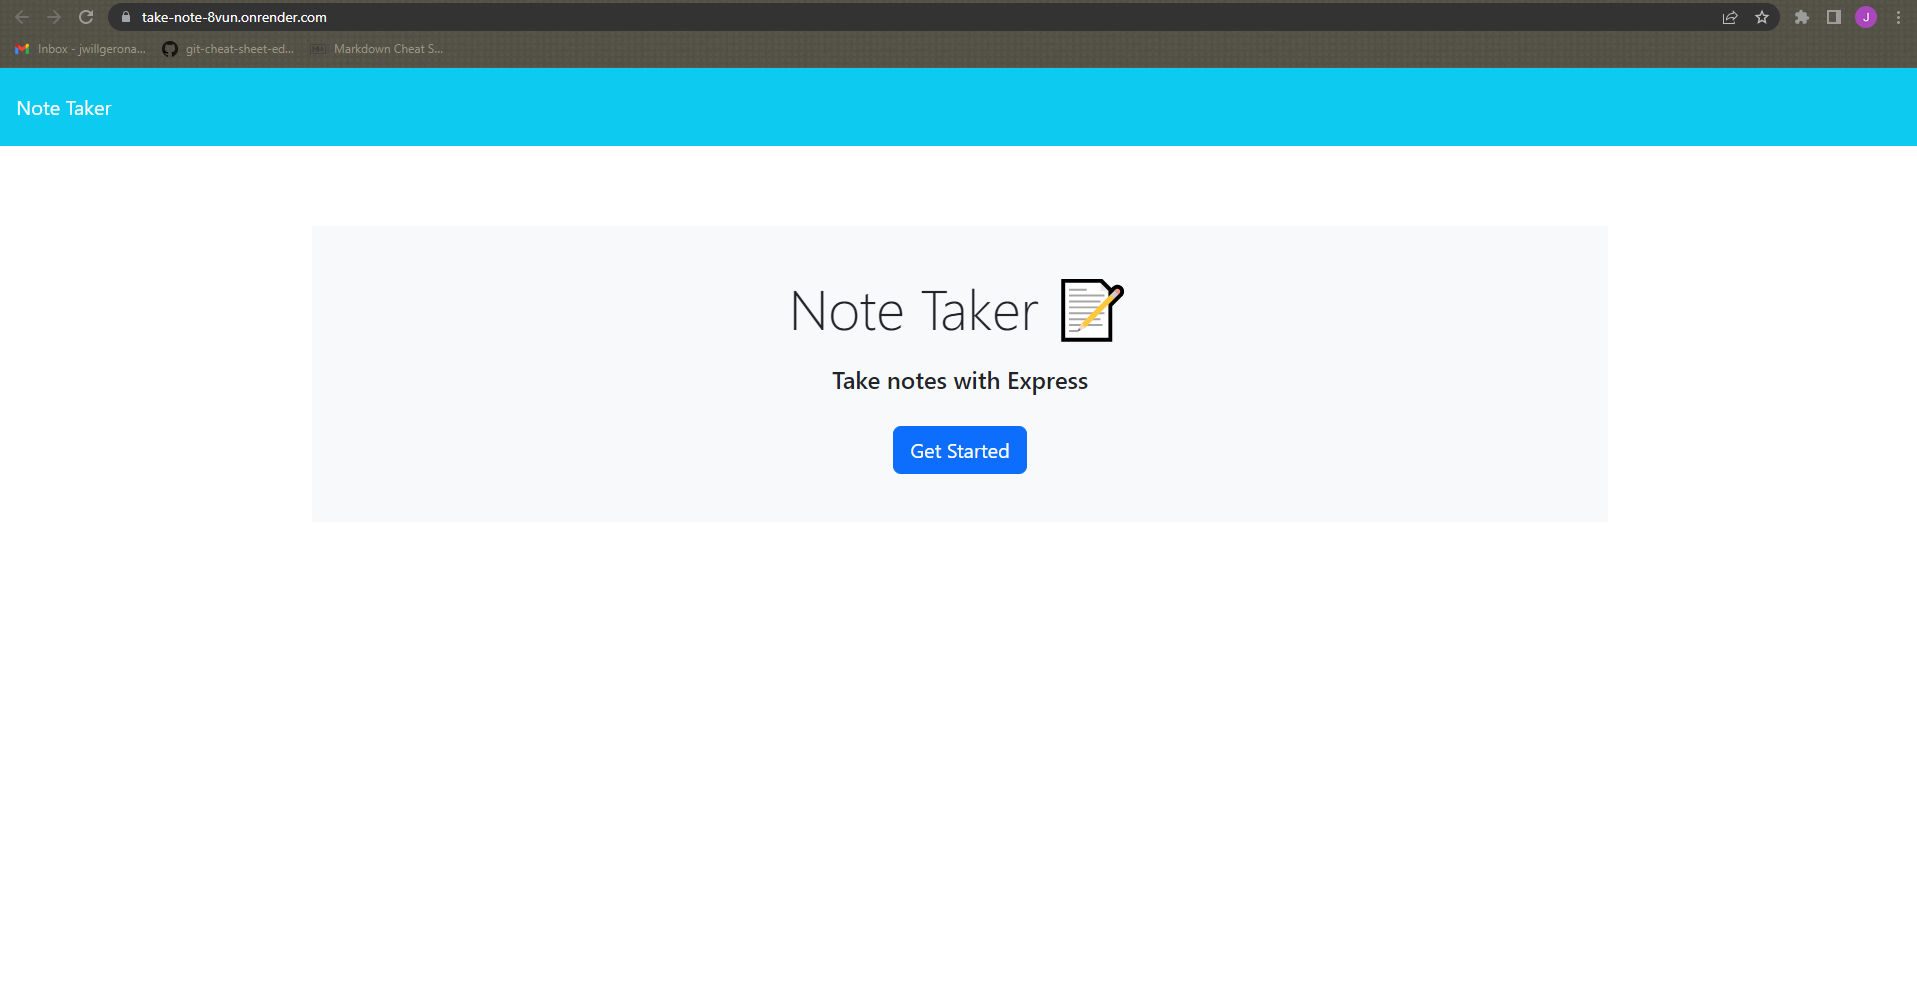 take-note-8vun.onrender.com
J
Inbox - jwillgerona...
git-cheat-sheet-ed...
Markdown Cheat S...
Note Taker
Note Taker 📝
Take notes with Express
Get Started